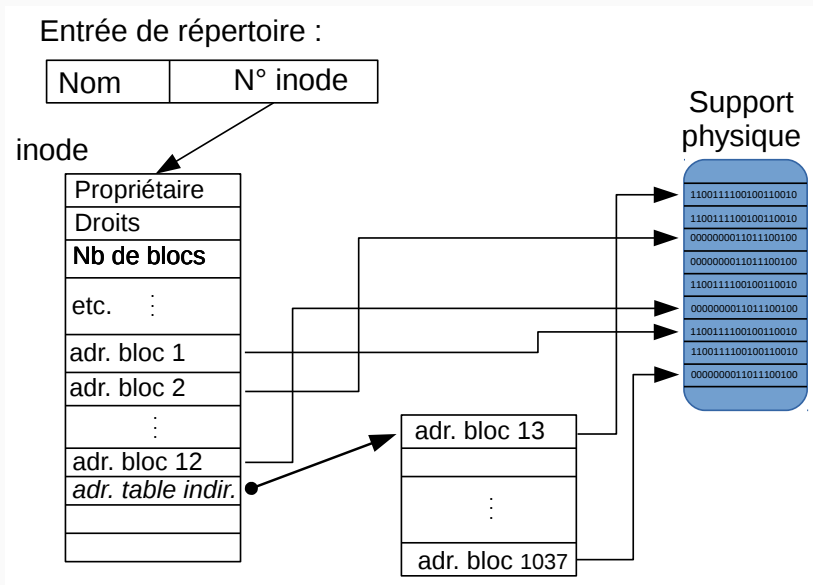 Entrée de répertoire :
Nom
N° inode
inode
Propriétaire
Droits
Nb de blocs
etc. ⋮
adr. bloc 1
adr. bloc 2
⋮
adr. bloc 12
adr. table indir.
adr. bloc 13
⋮
adr. bloc 1037
Support
physique
1100111100100110010
1100111100100110010
0000000011011100100
0000000011011100100
1100111100100110010
0000000011011100100
1100111100100110010
1100111100100110010
0000000011011100100